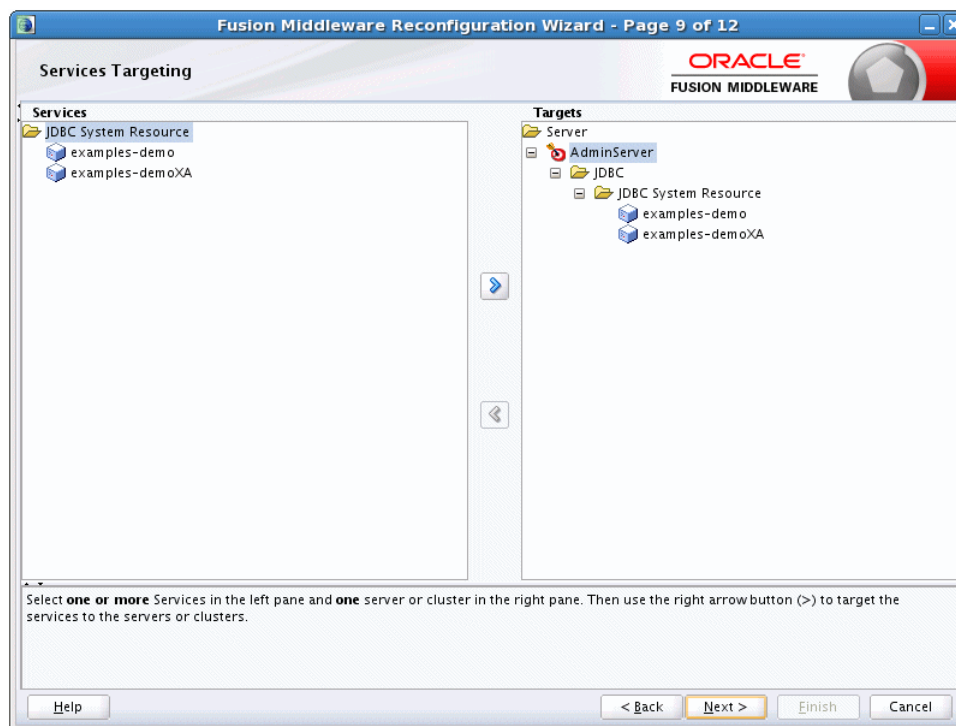 Fusion Middleware Reconfiguration Wizard - Page 9 of 12
Services Targeting
ORACLE
FUSION MIDDLEWARE
Services
JDBC System Resource
examples-demo
examples-demoXA
Targets
Server
AdminServer
JDBC
JDBC System Resource
examples-demo
examples-demoXA
Select one or more Services in the left pane and one server or cluster in the right pane. Then use the right arrow button (>) to target the
services to the servers or clusters.
Help
< Back
Next >
Finish
Cancel